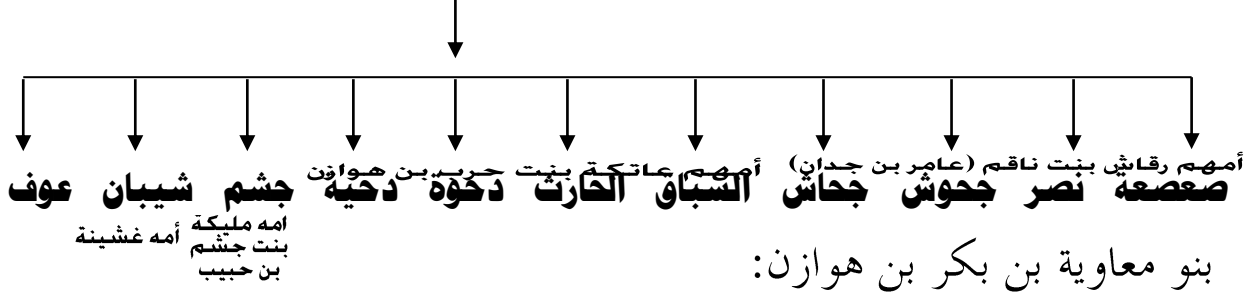 أمهم رقاش بنت ناقم (عامر بن جدان) أمهم عاتكة بنت حرب بن هوازن
صعصعة نصر جحوش جحاش السباق الحارث دحوة دحية جشم شيبان عوف
امه مليكة
بنت جشم
بن حبيب
أمه غشينة
بنو معاوية بن بكر بن هوازن: